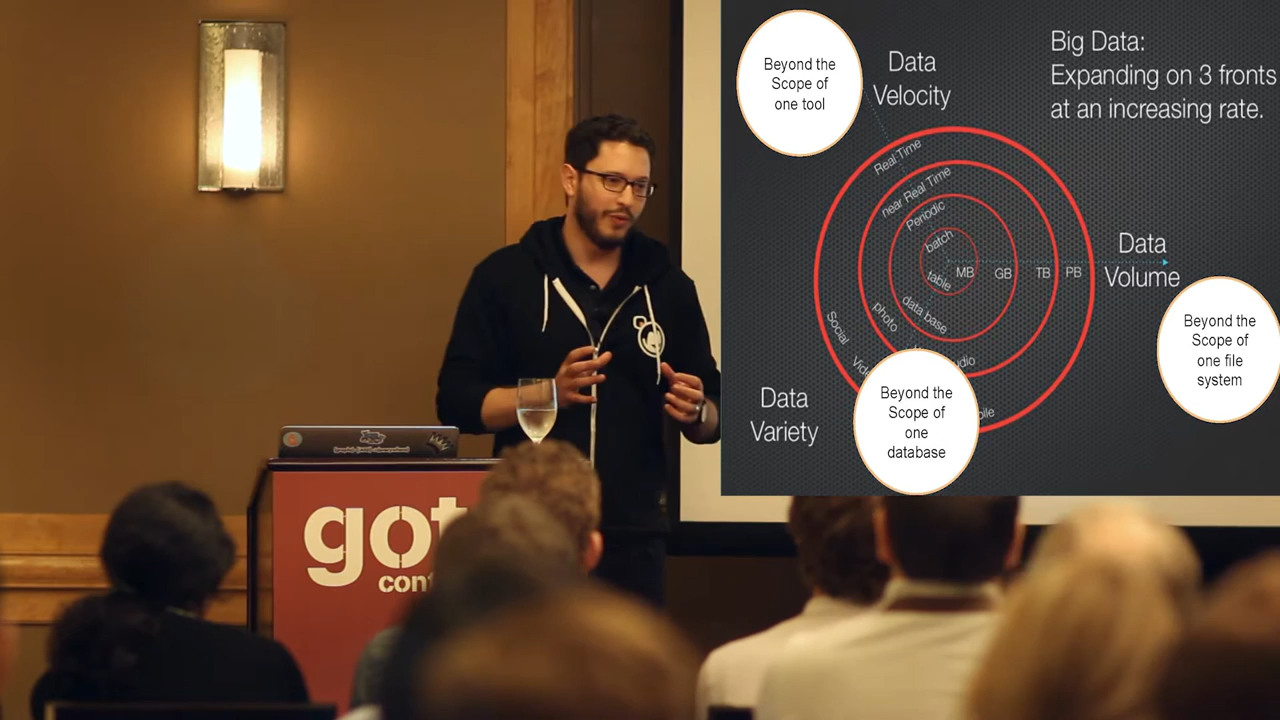 Beyond the
Scope of
one tool
Data
Velocity
Big Data:
Expanding on 3 fronts
at an increasing rate.
Real Time
near Real Time
Periodic
batch
table
MB
GB
TB
PB
Data
Volume
data base
photo
Social
Beyond the
Scope of
one file
system
Data
Variety
Beyond the
Scope of
one
database
got
conf